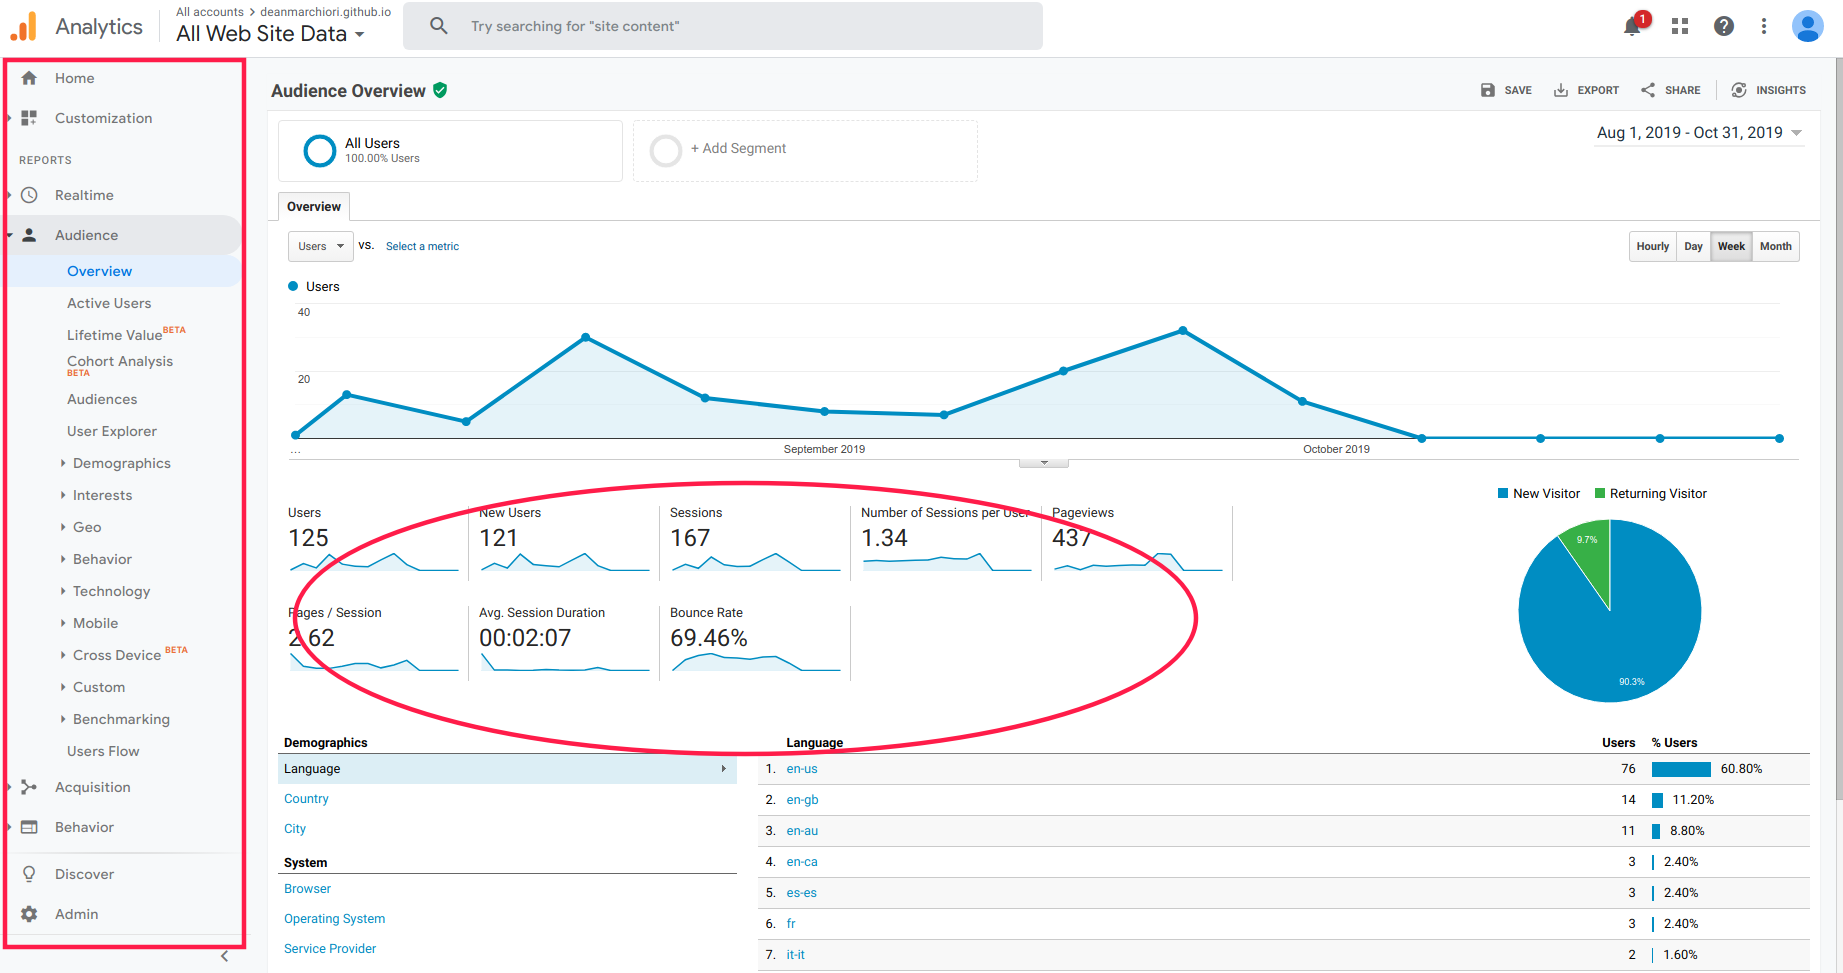 Analytics
All accounts > deanmarchiori.github.io
All Web Site Data
Try searching for "site content"
1
Home
Customization
REPORTS
Realtime
Audience
Overview
Active Users
Lifetime Value BETA
Cohort Analysis
BETA
Audiences
User Explorer
Demographics
Interests
Geo
Behavior
Technology
Mobile
Cross Device BETA
Custom
Benchmarking
Users Flow
Acquisition
Behavior
Discover
Admin
Audience Overview
SAVE EXPORT SHARE INSIGHTS
All Users
100.00% Users
+ Add Segment
Aug 1, 2019 - Oct 31, 2019
Overview
Users vs. Select a metric
Hourly Day Week Month
Users
40
20
... September 2019 October 2019
Users New Users Sessions Number of Sessions per User Pageviews
125 121 167 1.34 437
Pages / Session Avg. Session Duration Bounce Rate
2.62 00:02:07 69.46%
New Visitor Returning Visitor
9.7%
90.3%
Demographics
Language
Country
City
System
Browser
Operating System
Service Provider
Language Users % Users
1. en-us 76 60.80%
2. en-gb 14 11.20%
3. en-au 11 8.80%
4. en-ca 3 2.40%
5. es-es 3 2.40%
6. fr 3 2.40%
7. it-it 2 1.60%